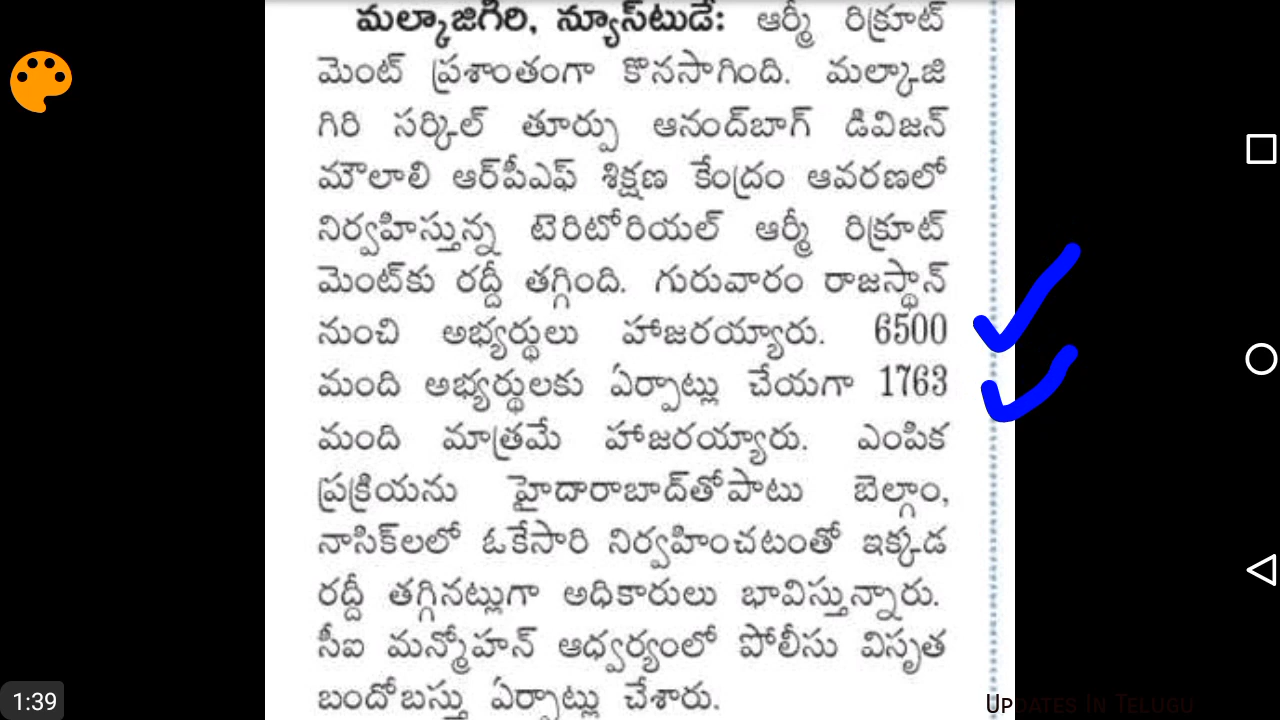 మల్కాజిగిరి, న్యూస్‌టుడే: ఆర్మీ రిక్రూట్
మెంట్ ప్రశాంతంగా కొనసాగింది. మల్కాజి
గిరి సర్కిల్ తూర్పు ఆనంద్‌బాగ్ డివిజన్
మౌలాలి ఆర్‌పీఎఫ్ శిక్షణ కేంద్రం ఆవరణలో
నిర్వహిస్తున్న టెరిటోరియల్ ఆర్మీ రిక్రూట్
మెంట్‌కు రద్దీ తగ్గింది. గురువారం రాజస్థాన్
నుంచి అభ్యర్థులు హాజరయ్యారు. 6500
మంది అభ్యర్థులకు ఏర్పాట్లు చేయగా 1763
మంది మాత్రమే హాజరయ్యారు. ఎంపిక
ప్రక్రియను హైదారాబాద్‌తోపాటు బెల్గాం,
నాసిక్‌లలో ఓకేసారి నిర్వహించటంతో ఇక్కడ
రద్దీ తగ్గినట్లుగా అధికారులు భావిస్తున్నారు.
సీఐ మన్మోహన్ ఆధ్వర్యంలో పోలీసు విసృత
బందోబస్తు ఏర్పాట్లు చేశారు.
1:39
UPDATES IN TELUGU